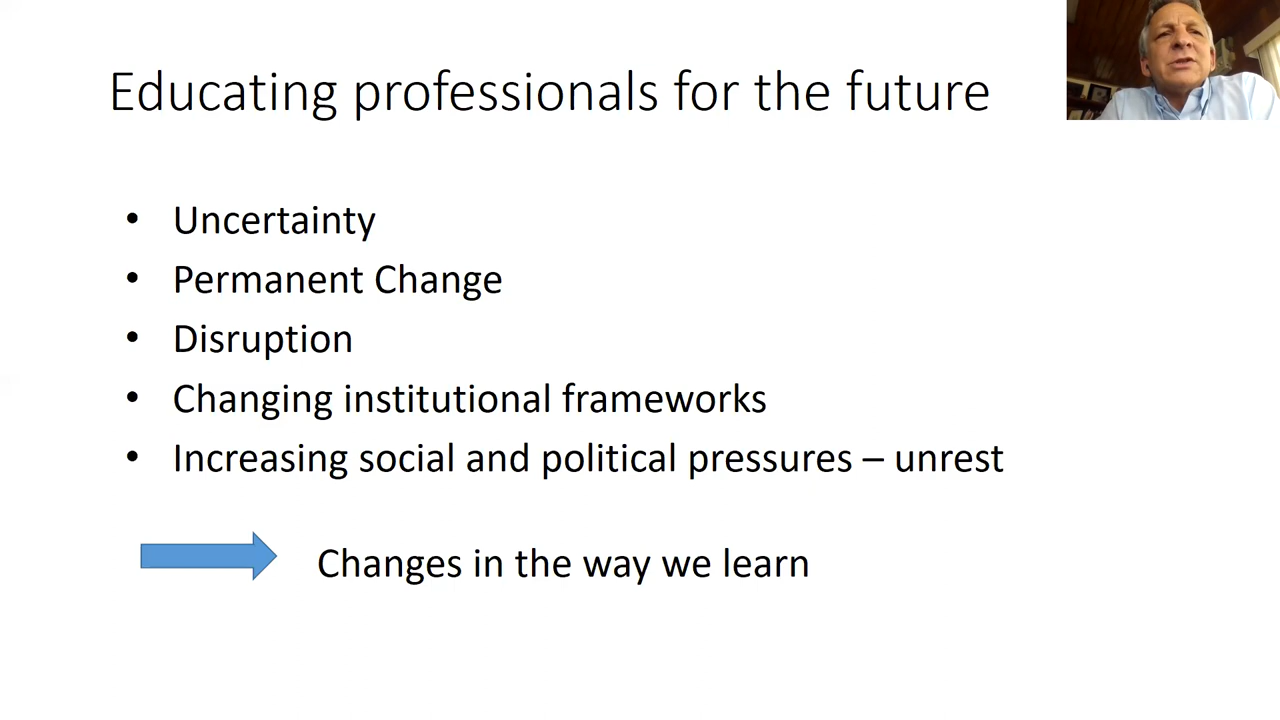 Educating professionals for the future
• Uncertainty
• Permanent Change
• Disruption
• Changing institutional frameworks
• Increasing social and political pressures – unrest
Changes in the way we learn